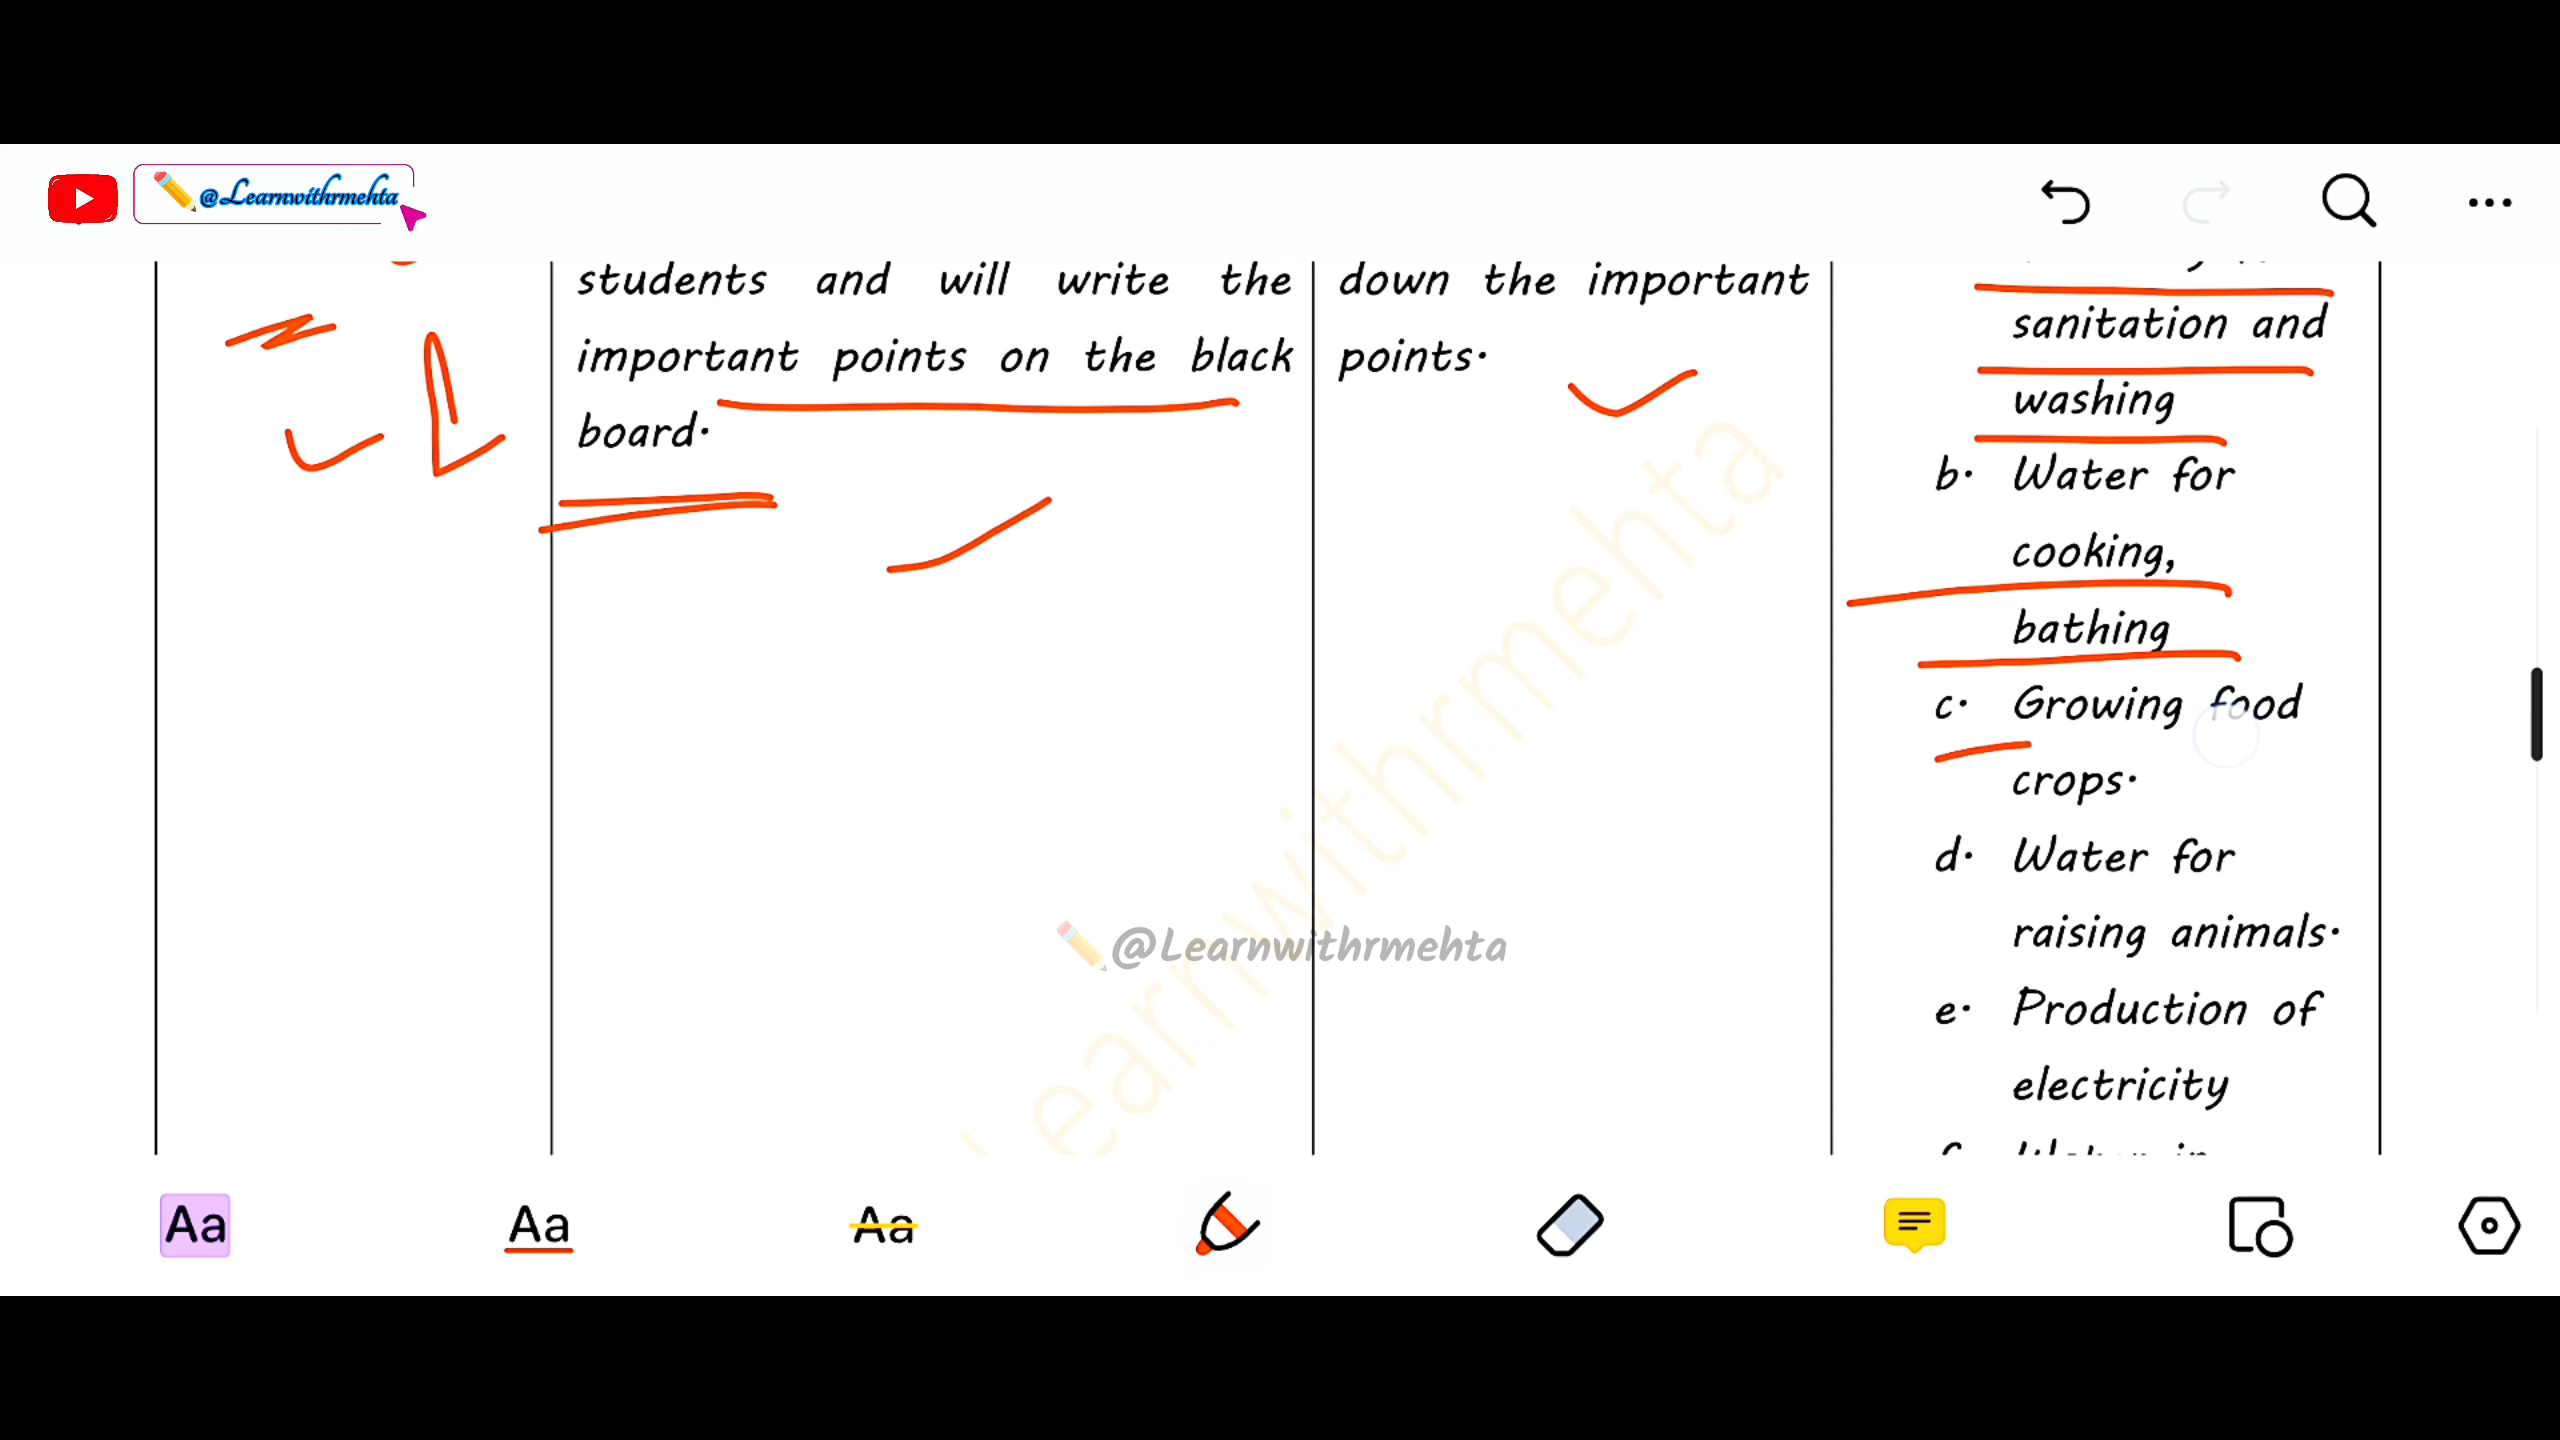 @Learnwithrmehta
students and will write the
important points on the black
board.
down the important
points.
sanitation and
washing
b. Water for
cooking,
bathing
c. Growing food
crops.
d. Water for
raising animals.
e. Production of
electricity
Learnwithrmehta
@Learnwithrmehta
Aa
Aa
Aa